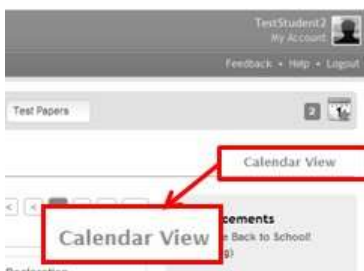 TestStudent2
My Account
Feedback • Help • Logout
Test Papers
2
Calendar View
< <
cements
Calendar View
e Back to School!
g)